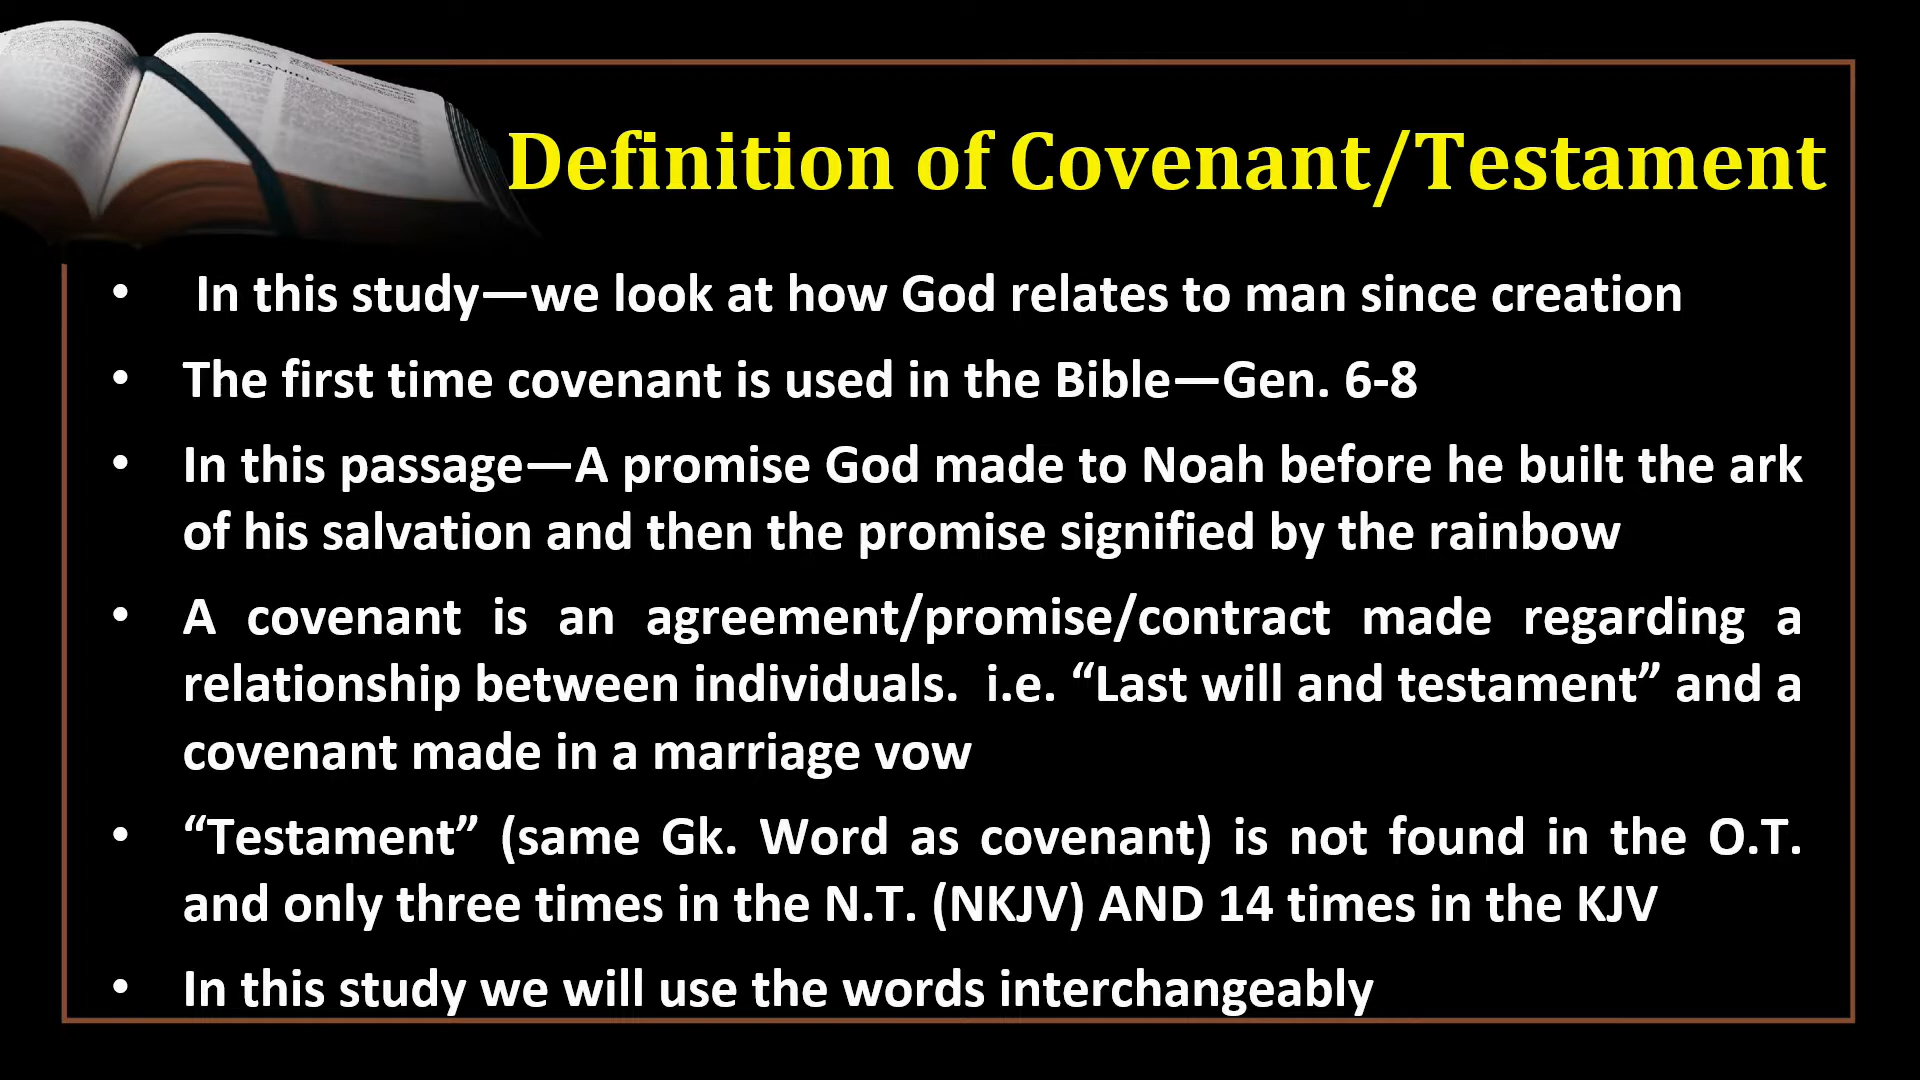 DANIEL
Definition of Covenant/Testament
• In this study—we look at how God relates to man since creation
• The first time covenant is used in the Bible—Gen. 6-8
• In this passage—A promise God made to Noah before he built the ark
of his salvation and then the promise signified by the rainbow
• A covenant is an agreement/promise/contract made regarding a
relationship between individuals.  i.e. “Last will and testament” and a
covenant made in a marriage vow
• “Testament” (same Gk. Word as covenant) is not found in the O.T.
and only three times in the N.T. (NKJV) AND 14 times in the KJV
• In this study we will use the words interchangeably